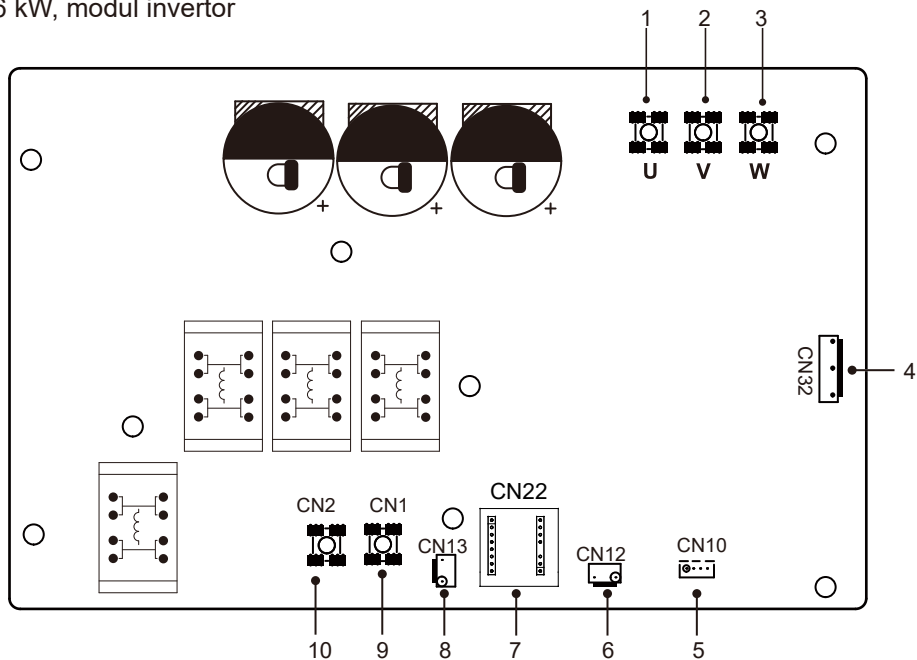 6 kW, modul invertor
1 2 3
U V W
+ + +
CN32
4
CN22
CN2 CN1
CN13
CN12
CN10
10 9 8 7 6 5